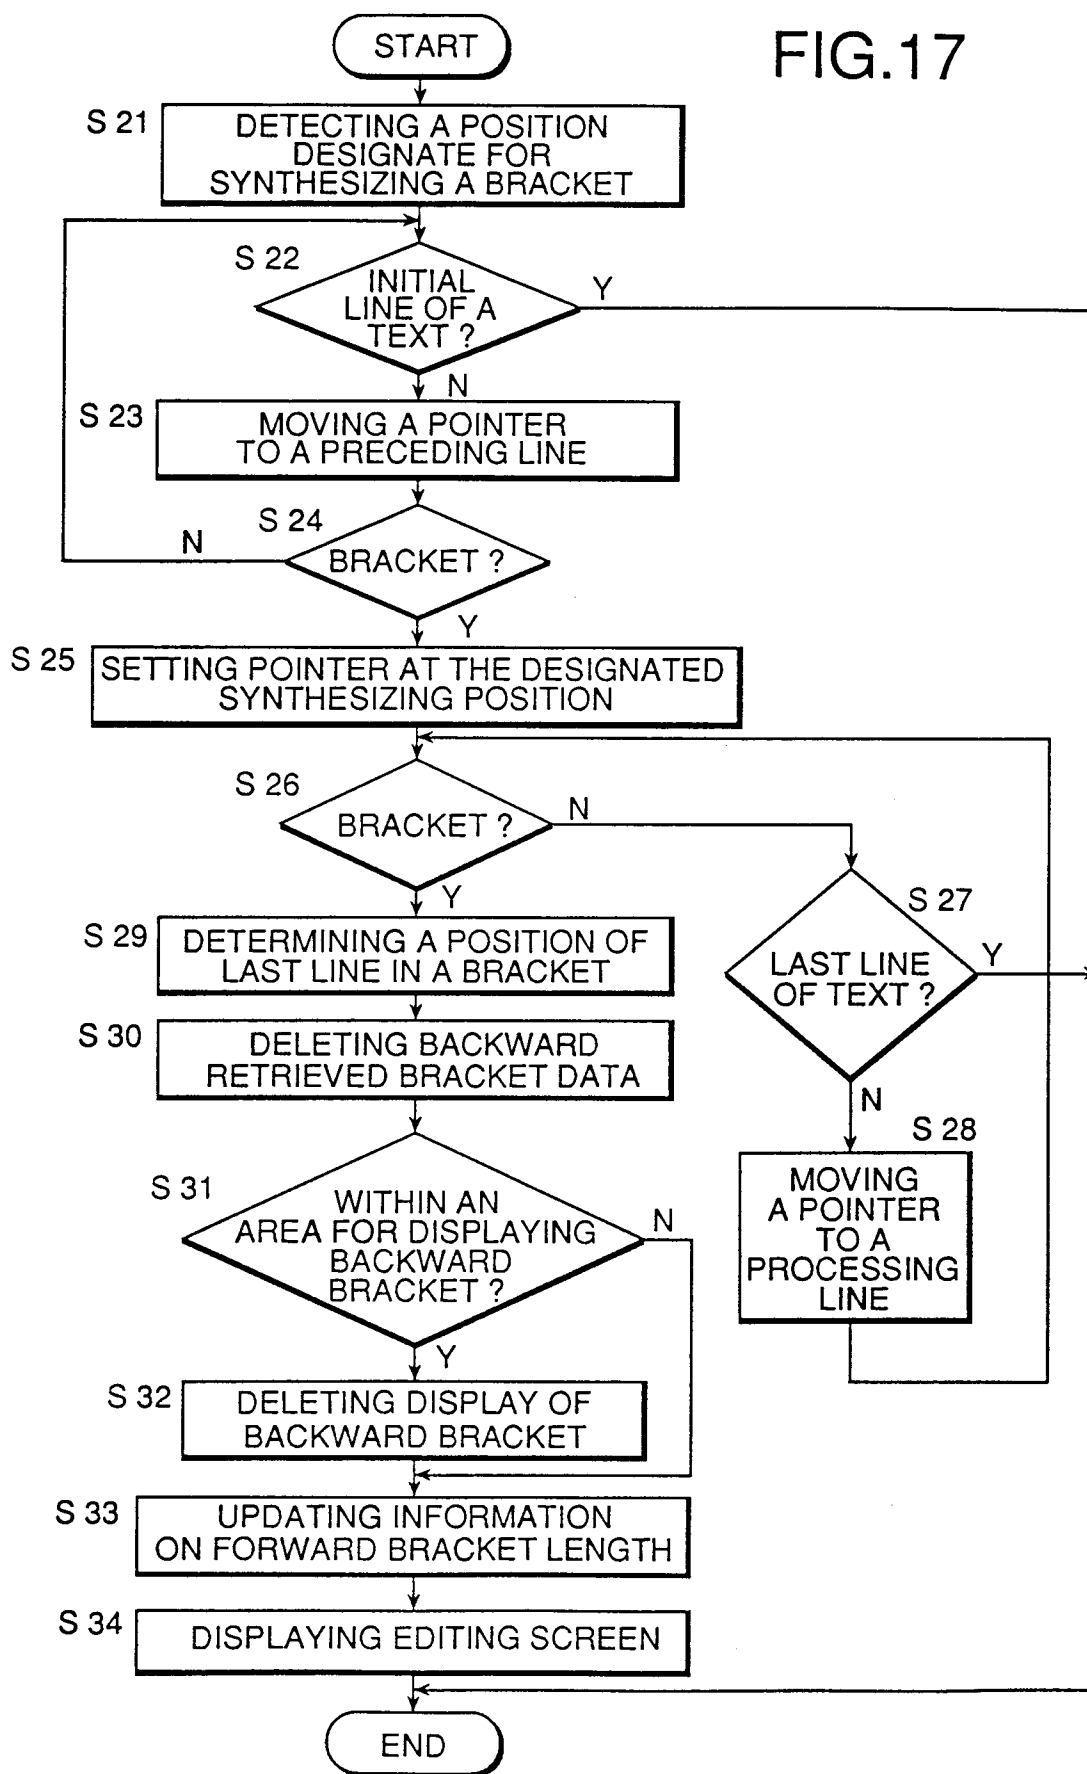 FIG.17
START
S 21
DETECTING A POSITION
DESIGNATE FOR
SYNTHESIZING A BRACKET
S 22
INITIAL
LINE OF A
TEXT ?
Y
N
S 23
MOVING A POINTER
TO A PRECEDING LINE
S 24
BRACKET ?
N
Y
S 25
SETTING POINTER AT THE DESIGNATED
SYNTHESIZING POSITION
S 26
BRACKET ?
N
Y
S 27
LAST LINE
OF TEXT ?
Y
N
S 28
MOVING
A POINTER
TO A
PROCESSING
LINE
S 29
DETERMINING A POSITION OF
LAST LINE IN A BRACKET
S 30
DELETING BACKWARD
RETRIEVED BRACKET DATA
S 31
WITHIN AN
AREA FOR DISPLAYING
BACKWARD
BRACKET ?
N
Y
S 32
DELETING DISPLAY OF
BACKWARD BRACKET
S 33
UPDATING INFORMATION
ON FORWARD BRACKET LENGTH
S 34
DISPLAYING EDITING SCREEN
END